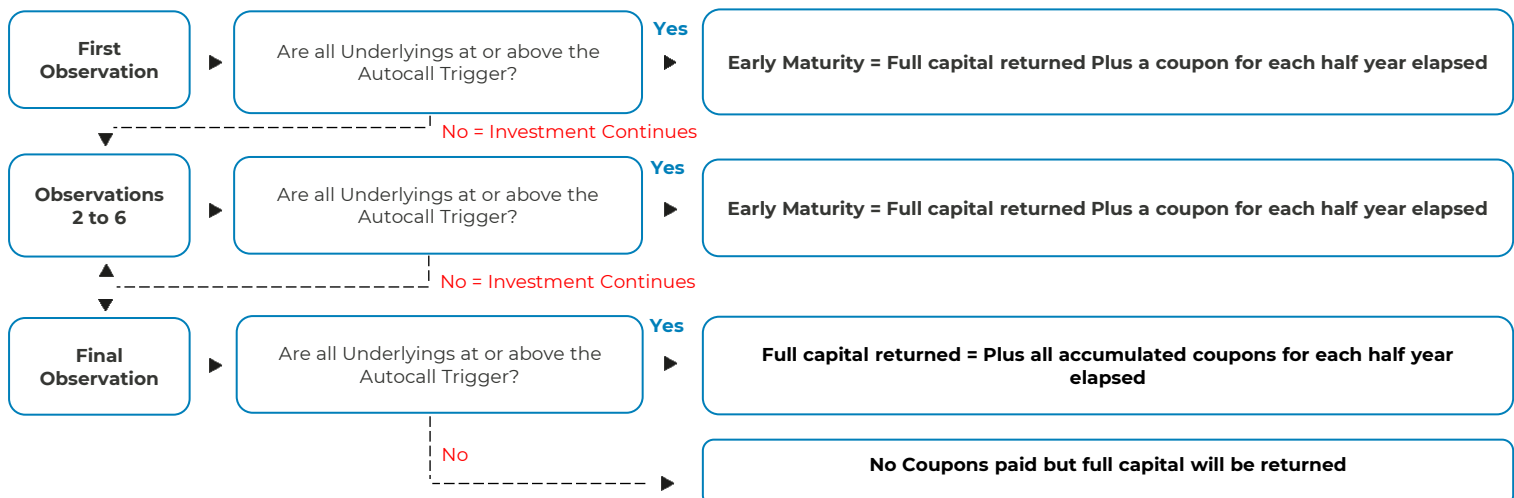 First
Observation
Are all Underlyings at or above the
Autocall Trigger?
Yes
Early Maturity = Full capital returned Plus a coupon for each half year elapsed
No = Investment Continues
Observations
2 to 6
Are all Underlyings at or above the
Autocall Trigger?
Yes
Early Maturity = Full capital returned Plus a coupon for each half year elapsed
No = Investment Continues
Final
Observation
Are all Underlyings at or above the
Autocall Trigger?
Yes
Full capital returned = Plus all accumulated coupons for each half year
elapsed
No
No Coupons paid but full capital will be returned